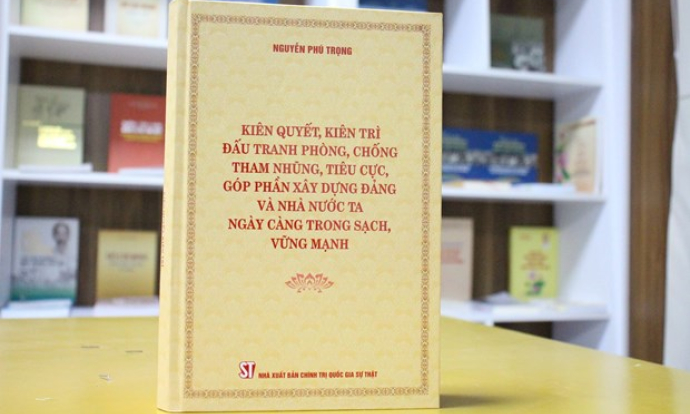 NGUYỄN PHÚ TRỌNG
KIÊN QUYẾT, KIÊN TRÌ
ĐẤU TRANH PHÒNG, CHỐNG
THAM NHŨNG, TIÊU CỰC,
GÓP PHẦN XÂY DỰNG ĐẢNG
VÀ NHÀ NƯỚC TA
NGÀY CÀNG TRONG SẠCH,
VỮNG MẠNH
ST NHÀ XUẤT BẢN CHÍNH TRỊ QUỐC GIA SỰ THẬT